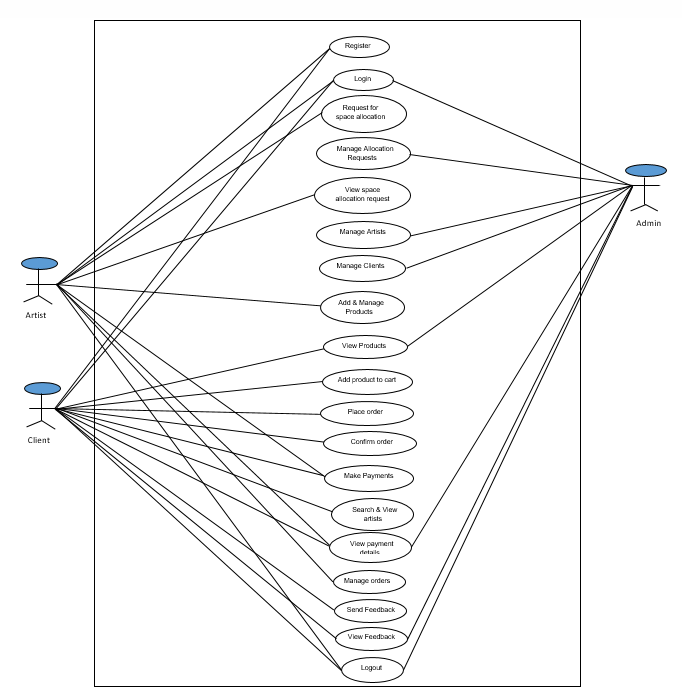 Register
Login
Request for
space allocation
Manage Allocation
Requests
View space
allocation request
Manage Artists
Admin
Manage Clients
Artist
Add & Manage
Products
View Products
Add product to cart
Place order
Client
Confirm order
Make Payments
Search & View
artists
View payment
details
Manage orders
Send Feedback
View Feedback
Logout